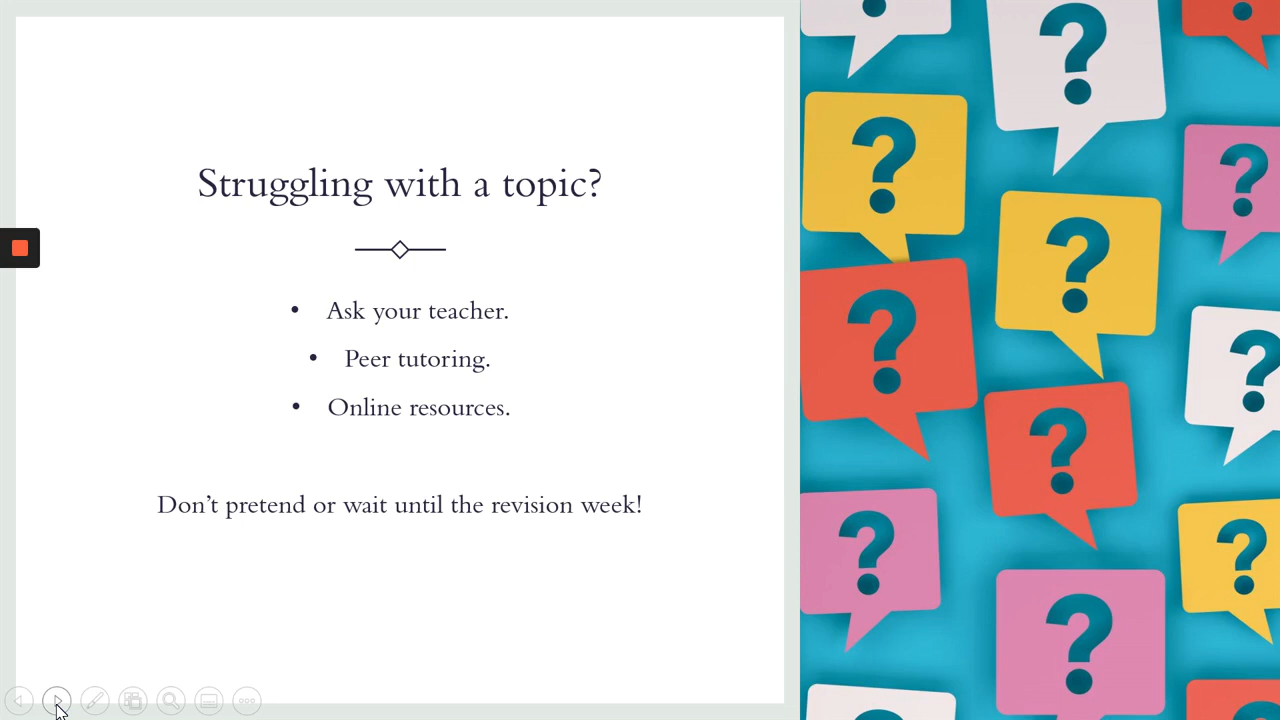 Struggling with a topic?
• Ask your teacher.
• Peer tutoring.
• Online resources.
Don’t pretend or wait until the revision week!
?
?
?
?
?
?
?
?
?
?
?